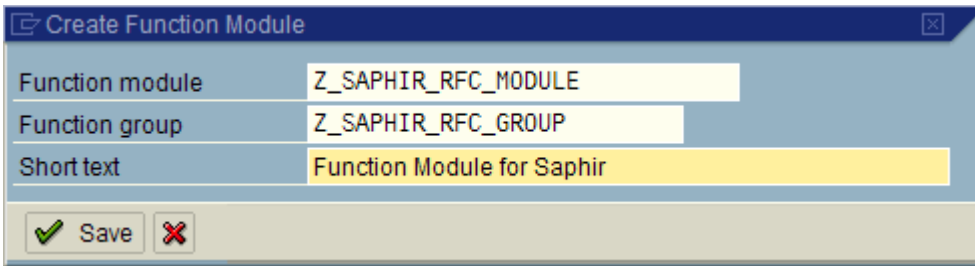 Create Function Module
Function module Z_SAPHIR_RFC_MODULE
Function group Z_SAPHIR_RFC_GROUP
Short text Function Module for Saphir
Save